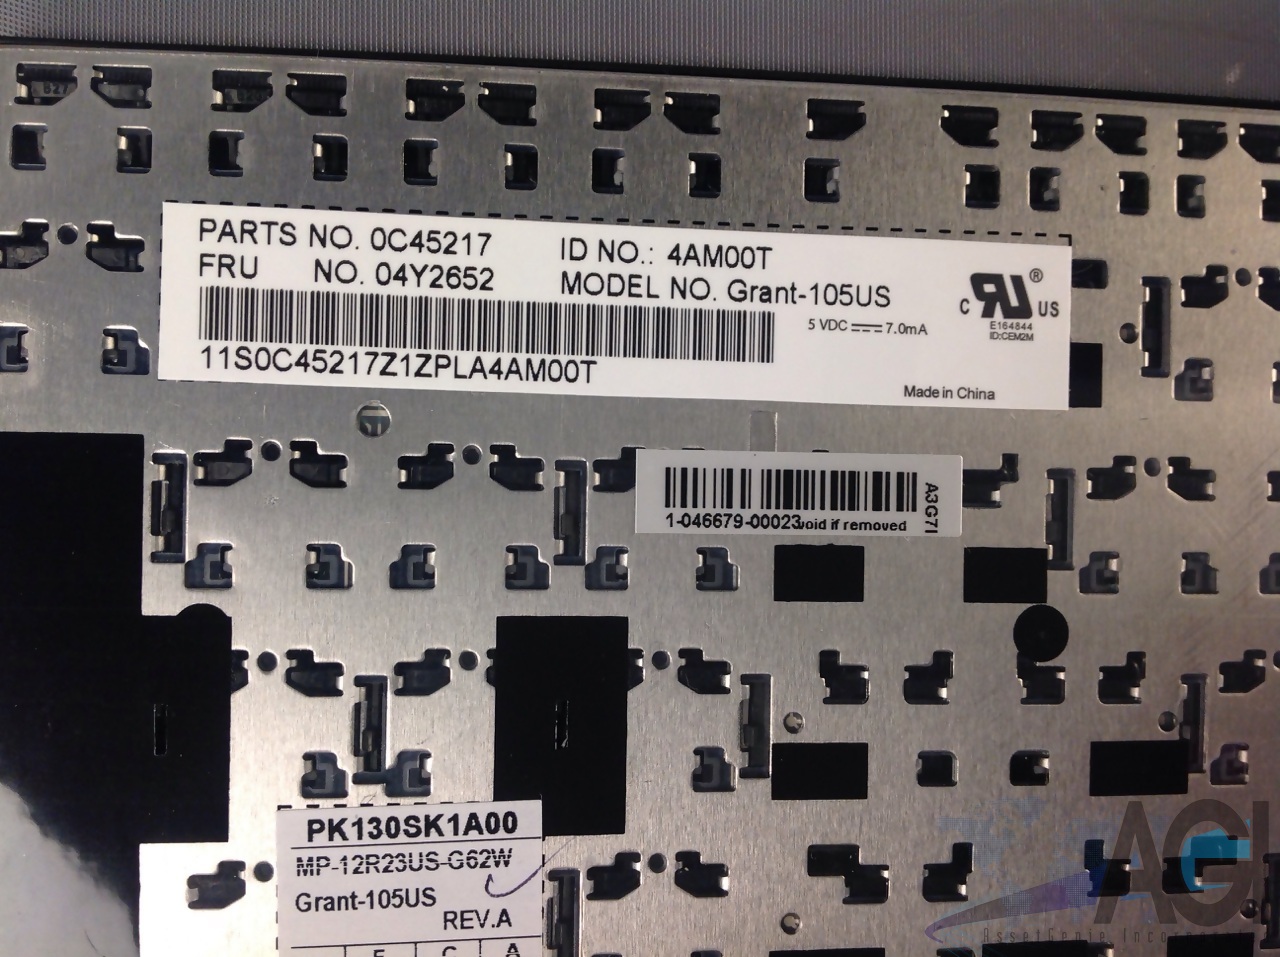 PARTS NO. 0C45217
ID NO.: 4AM00T
FRU NO. 04Y2652
MODEL NO. Grant-105US
11S0C45217Z1ZPLA4AM00T
5 VDC 7.0mA
C US
®
E164844
ID:CEM2M
Made in China
1-046679-00023
void if removed
A3G7I
PK130SK1A00
MP-12R23US-G62W
Grant-105US
REV.A
E C A
AGI
AssetGenie, Incorporated